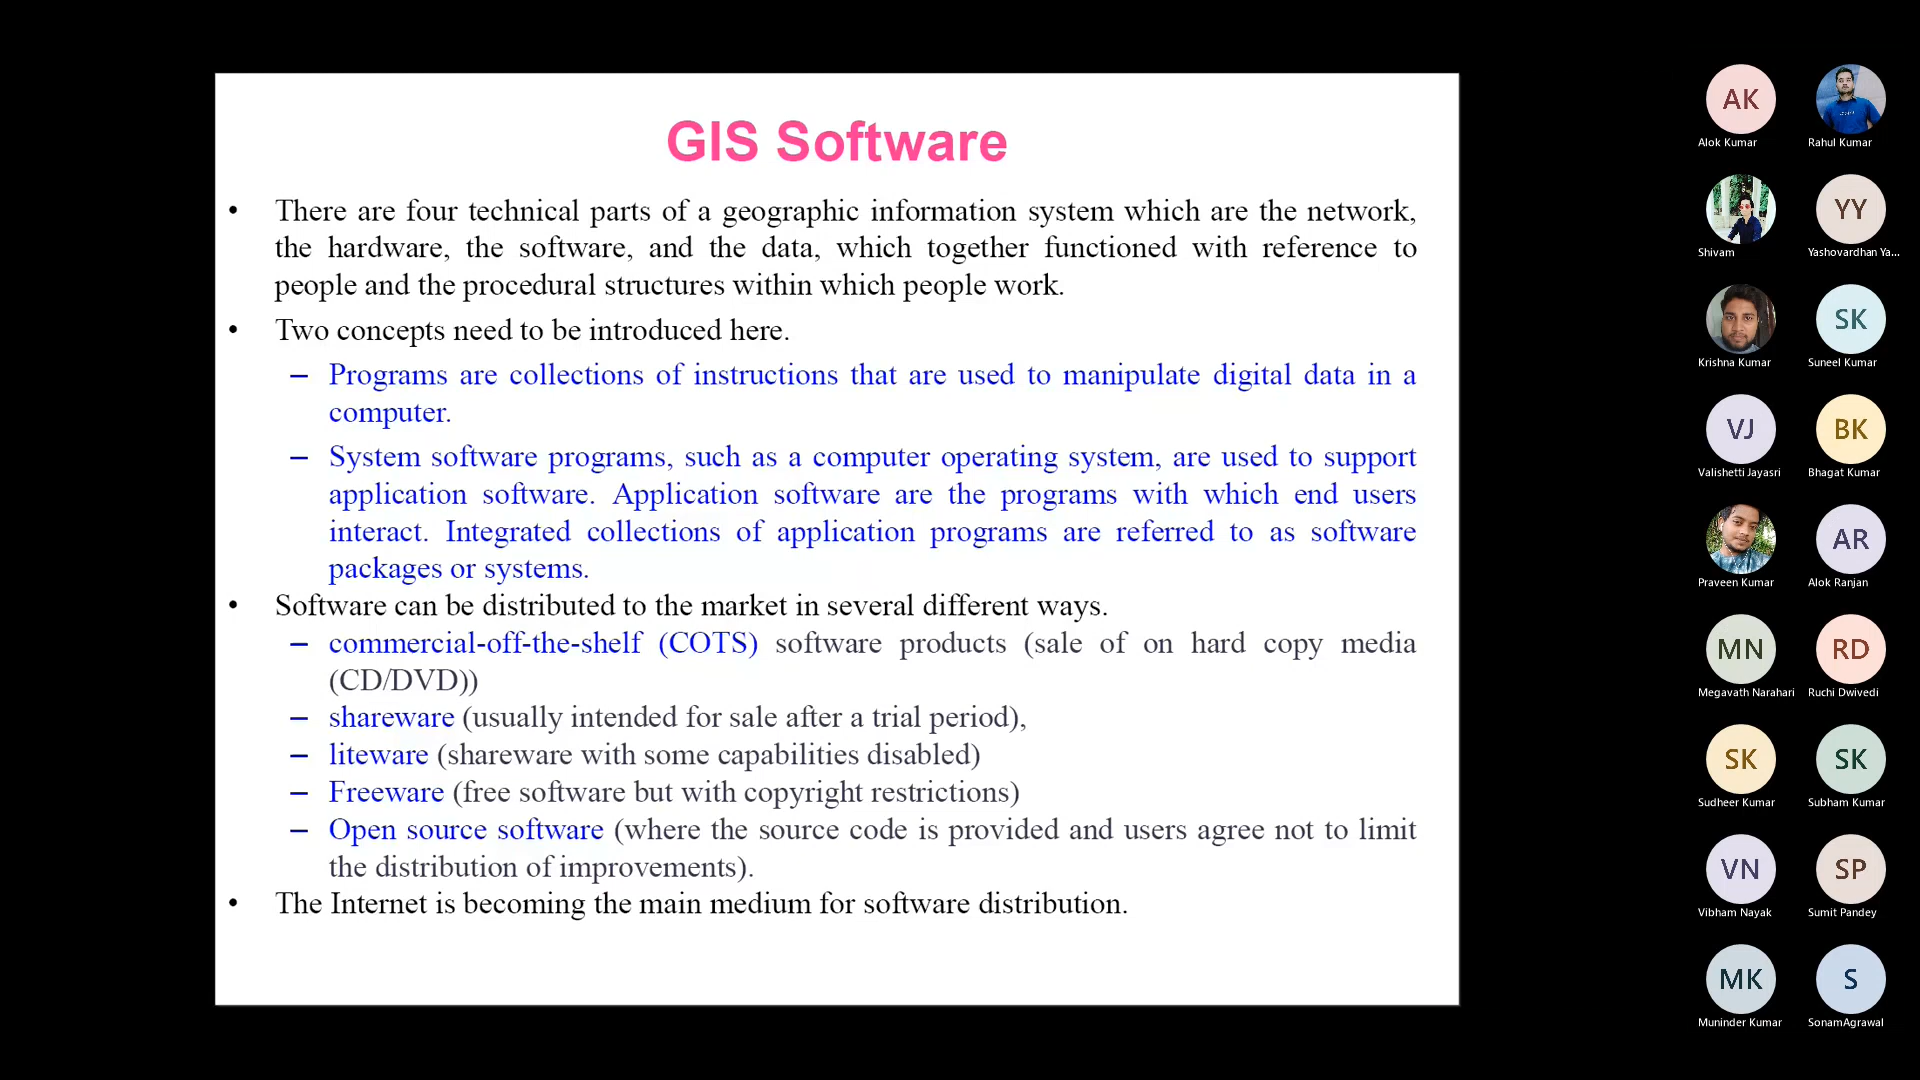 GIS Software
• There are four technical parts of a geographic information system which are the network,
the hardware, the software, and the data, which together functioned with reference to
people and the procedural structures within which people work.
• Two concepts need to be introduced here.
– Programs are collections of instructions that are used to manipulate digital data in a
computer.
– System software programs, such as a computer operating system, are used to support
application software. Application software are the programs with which end users
interact. Integrated collections of application programs are referred to as software
packages or systems.
• Software can be distributed to the market in several different ways.
– commercial-off-the-shelf (COTS) software products (sale of on hard copy media
(CD/DVD))
– shareware (usually intended for sale after a trial period),
– liteware (shareware with some capabilities disabled)
– Freeware (free software but with copyright restrictions)
– Open source software (where the source code is provided and users agree not to limit
the distribution of improvements).
• The Internet is becoming the main medium for software distribution.
AK
Alok Kumar
Rahul Kumar
Shivam
YY
Yashovardhan Ya...
Krishna Kumar
SK
Suneel Kumar
VJ
Valishetti Jayasri
BK
Bhagat Kumar
Praveen Kumar
AR
Alok Ranjan
MN
Megavath Narahari
RD
Ruchi Dwivedi
SK
Sudheer Kumar
SK
Subham Kumar
VN
Vibham Nayak
SP
Sumit Pandey
MK
Muninder Kumar
S
SonamAgrawal